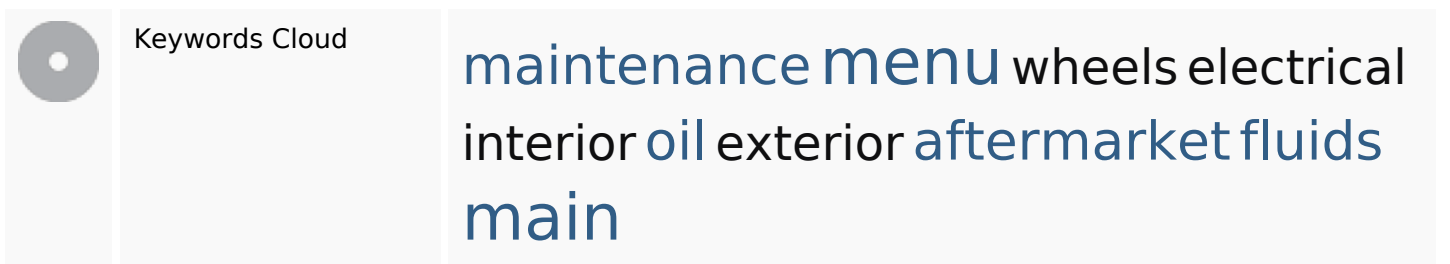 Keywords Cloud
maintenance menu wheels electrical
interior oil exterior aftermarket fluids
main